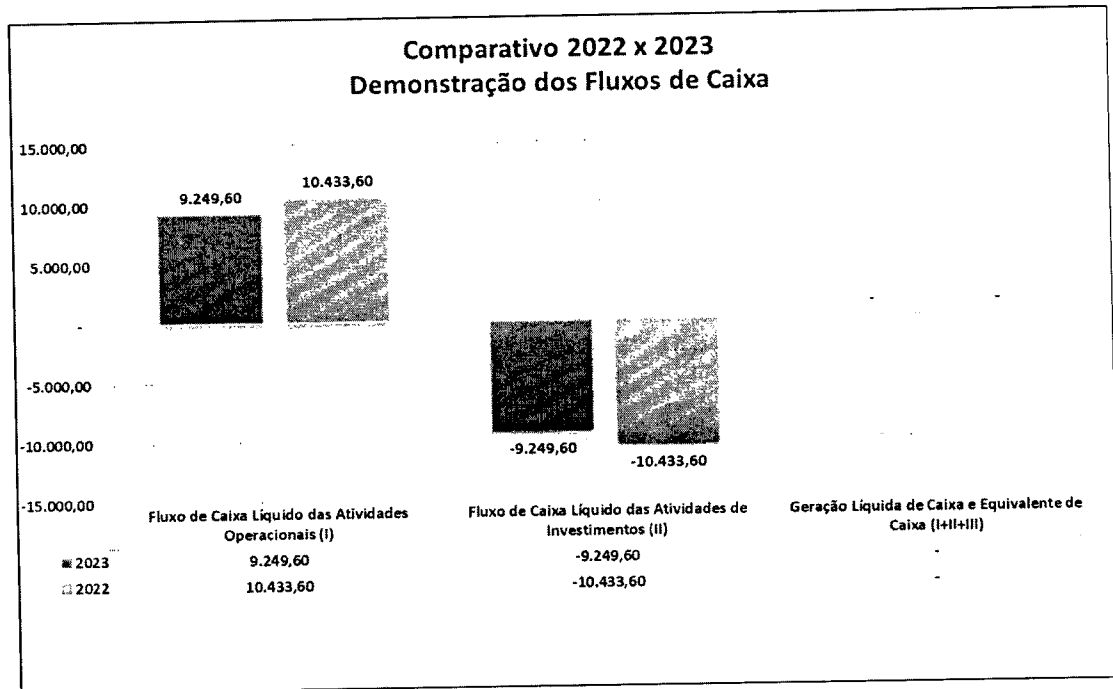 Comparativo 2022 x 2023
Demonstração dos Fluxos de Caixa
15.000,00
10.000,00
5.000,00
-
-5.000,00
-10.000,00
-15.000,00
9.249,60
10.433,60
-9.249,60
-10.433,60
-
-
Fluxo de Caixa Líquido das Atividades
Operacionais (I)
Fluxo de Caixa Líquido das Atividades de
Investimentos (II)
Geração Líquida de Caixa e Equivalente de
Caixa (I+II+III)
2023 9.249,60 -9.249,60 -
2022 10.433,60 -10.433,60 -